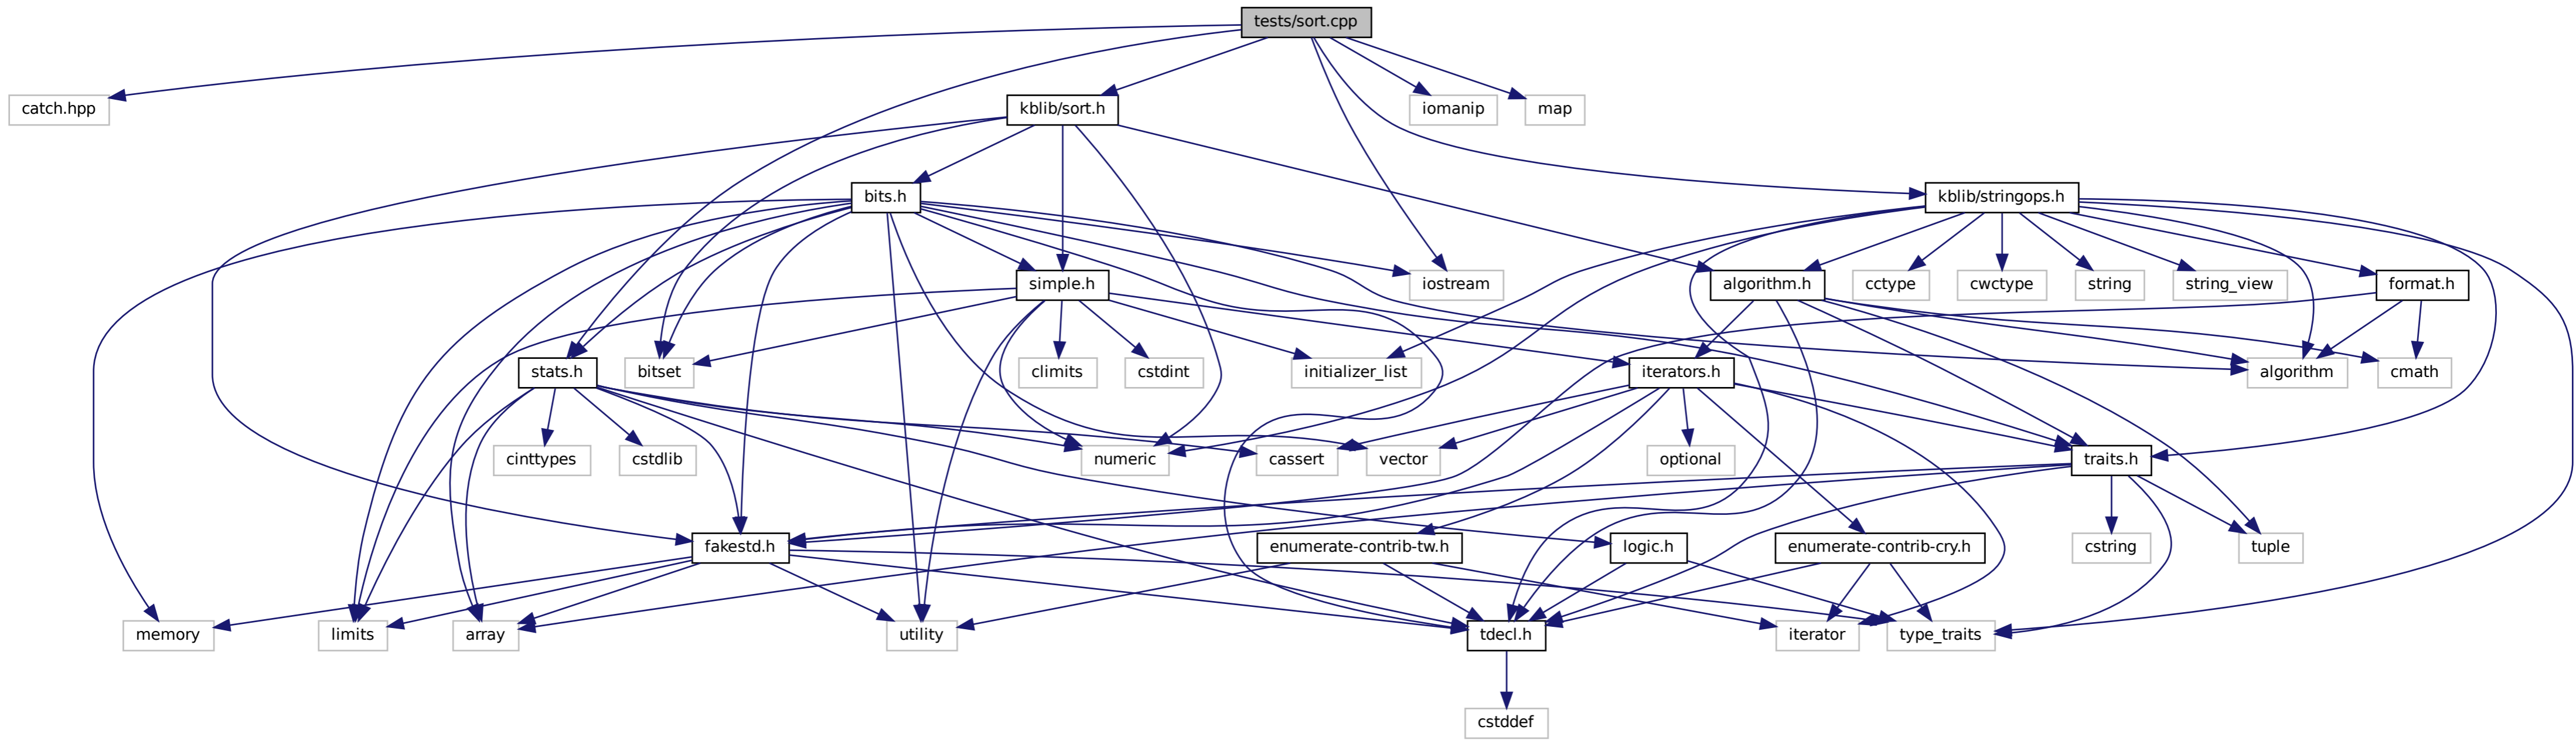 tests/sort.cpp
catch.hpp
kblib/sort.h
iomanip
map
bits.h
kblib/stringops.h
simple.h
iostream
algorithm.h
cctype
cwctype
string
string_view
format.h
stats.h
bitset
climits
cstdint
initializer_list
iterators.h
algorithm
cmath
cinttypes
cstdlib
numeric
cassert
vector
optional
traits.h
fakestd.h
enumerate-contrib-tw.h
logic.h
enumerate-contrib-cry.h
cstring
tuple
memory
limits
array
utility
tdecl.h
iterator
type_traits
cstddef